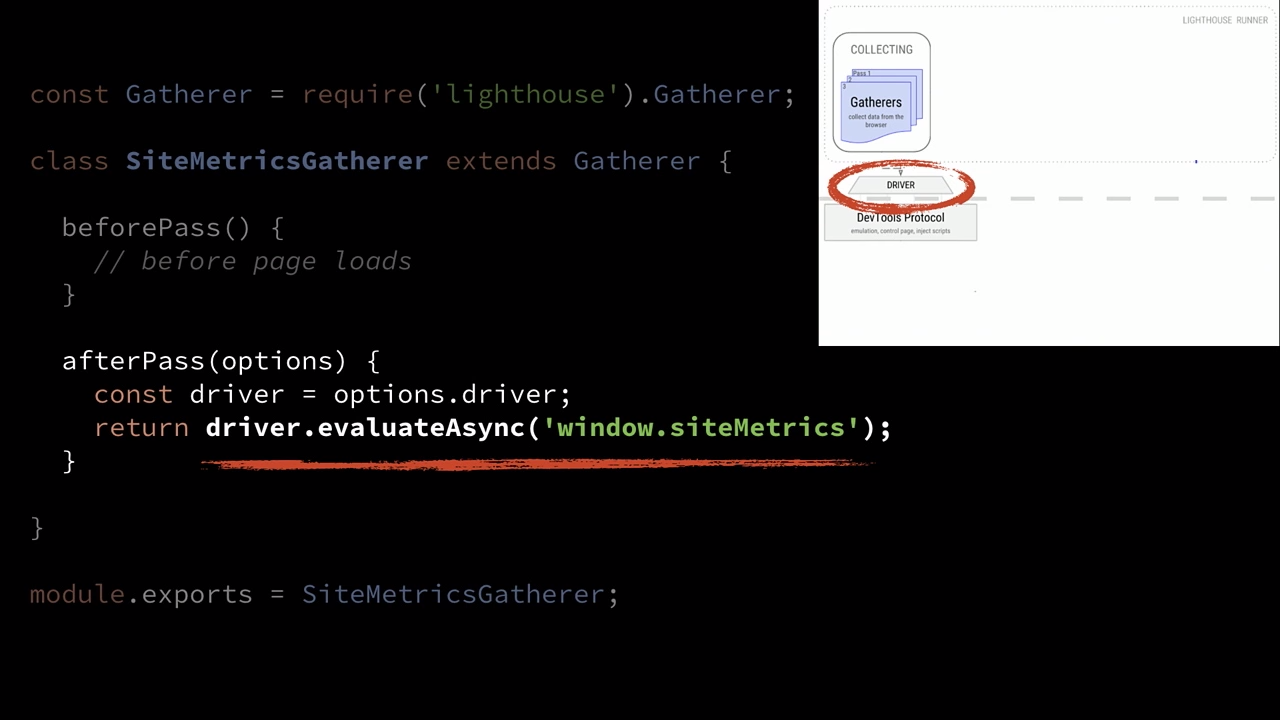 const Gatherer = require('lighthouse').Gatherer;
class SiteMetricsGatherer extends Gatherer {
beforePass() {
// before page loads
}
afterPass(options) {
const driver = options.driver;
return driver.evaluateAsync('window.siteMetrics');
}
}
module.exports = SiteMetricsGatherer;
LIGHTHOUSE RUNNER
COLLECTING
Pass 1
2
3
Gatherers
collect data from the
browser
DRIVER
DevTools Protocol
emulation, control page, inject scripts